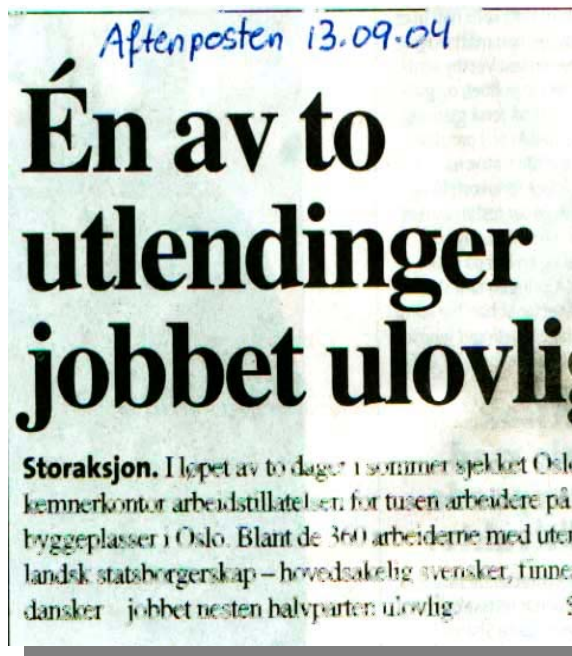 Aftenposten 13.09.04
Én av to
utlendinger
jobbet ulovlig
Storaksjon. I løpet av to dager i sommer sjekket Oslo
kemnerkontor arbeidstillatelsen for tusen arbeidere på
byggeplasser i Oslo. Blant de 360 arbeiderne med uten
landsk statsborgerskap – hovedsakelig svensker, finne
dansker jobbet nesten halvparten ulovlig.